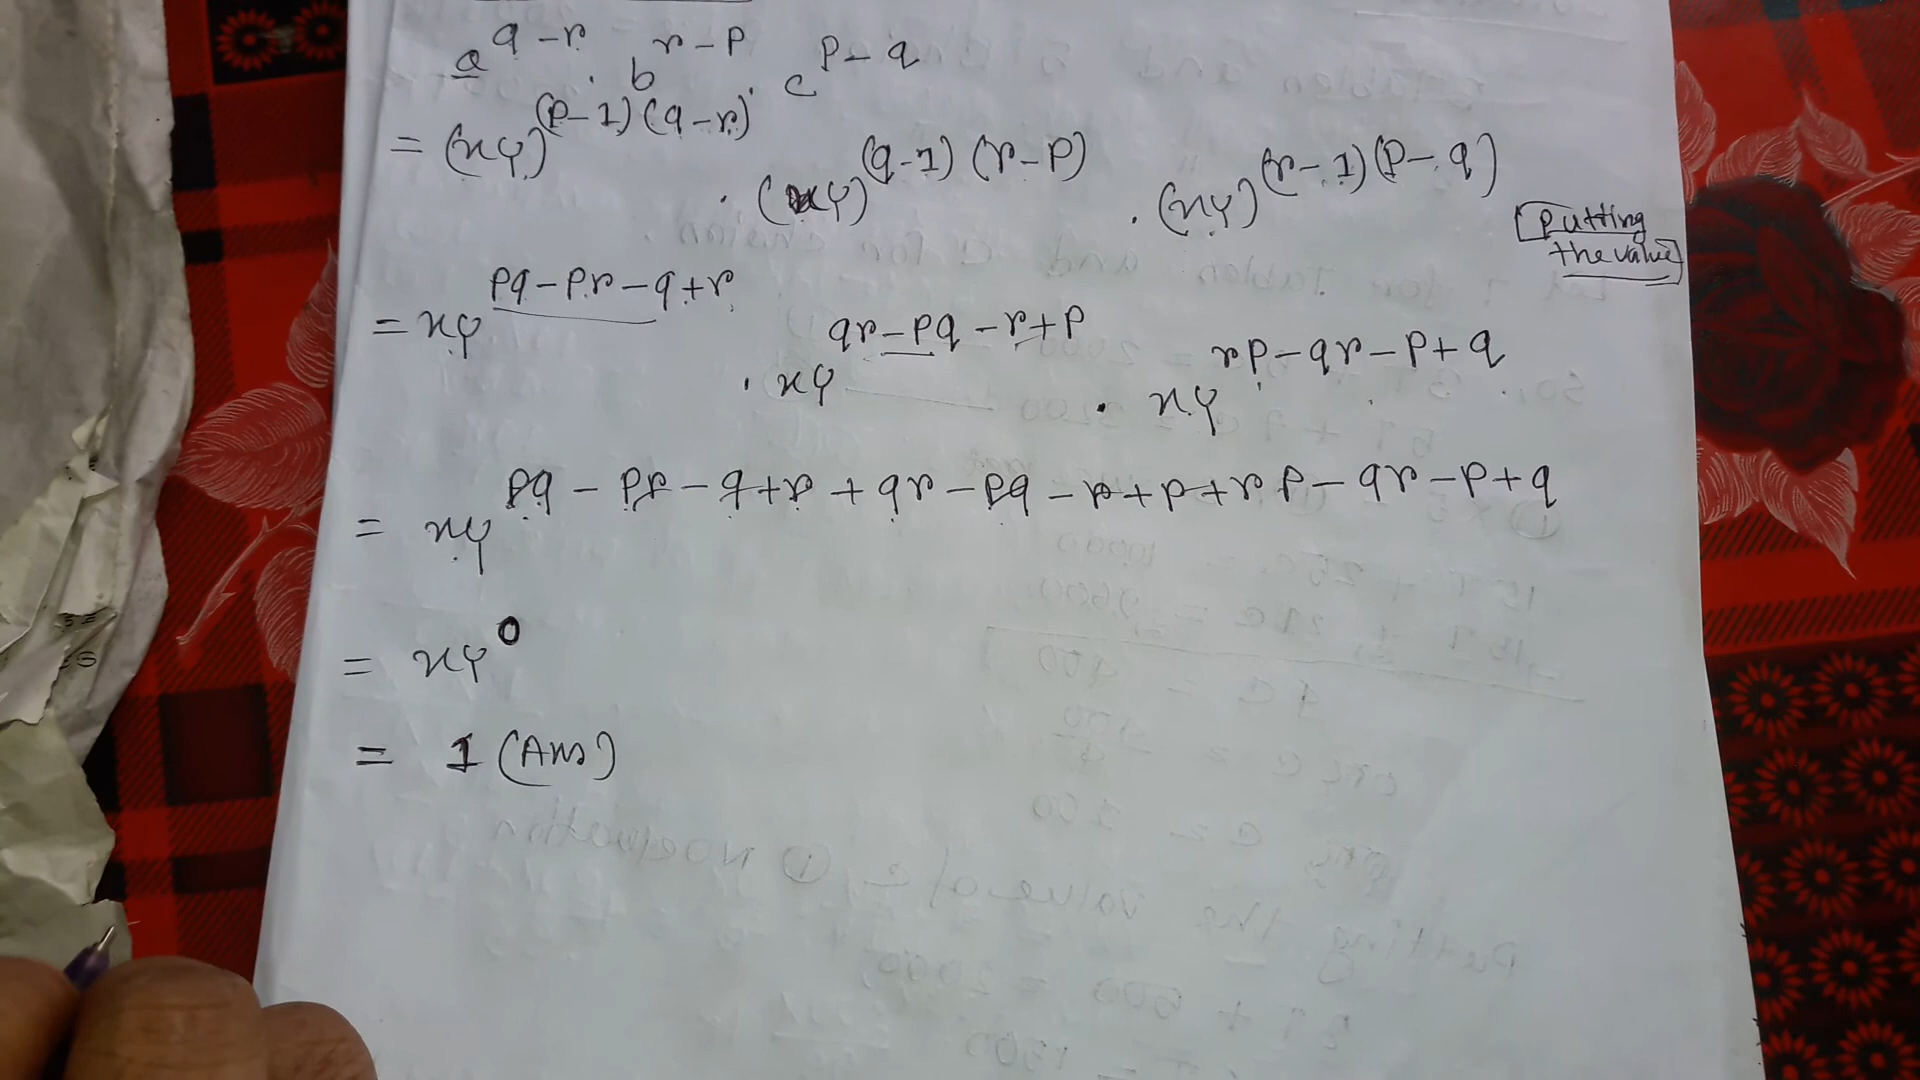 a^{q-r} . b^{r-p} . c^{p-q}
= (xy)^{(p-1)(q-r)} . (xy)^{(q-1)(r-p)} . (xy)^{(r-1)(p-q)} [putting the value]
= xy^{pq-pr-q+r} . xy^{qr-pq-r+p} . xy^{rp-qr-p+q}
= xy^{pq-pr-q+r+qr-pq-r+p+rp-qr-p+q}
= xy^0
= 1 (Ans)